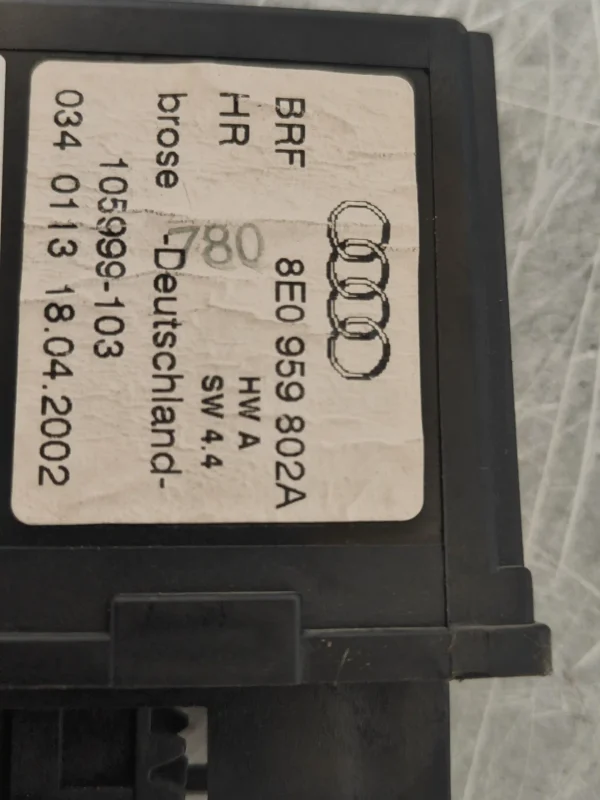 BRF 8E0 959 802A
HR HW A
SW 4.4
780
brose -Deutschland-
105999-103
034 0113 18.04.2002